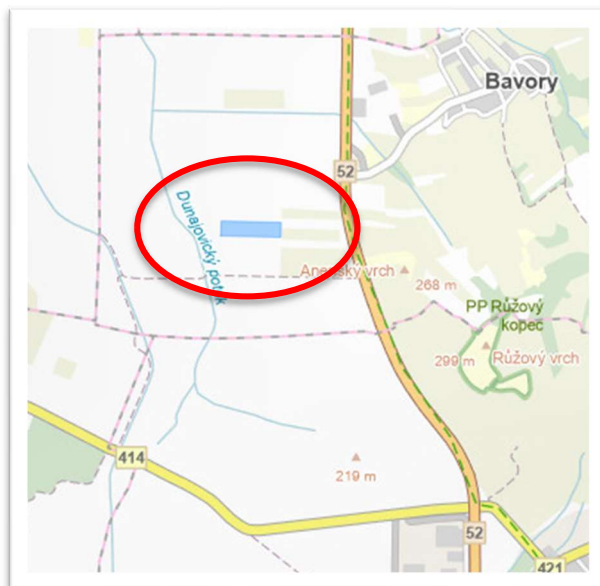 Bavory
52
Dunajovický potok
Anenský vrch
268 m
PP Růžový
kopec
299 m
Růžový vrch
414
219 m
52
421